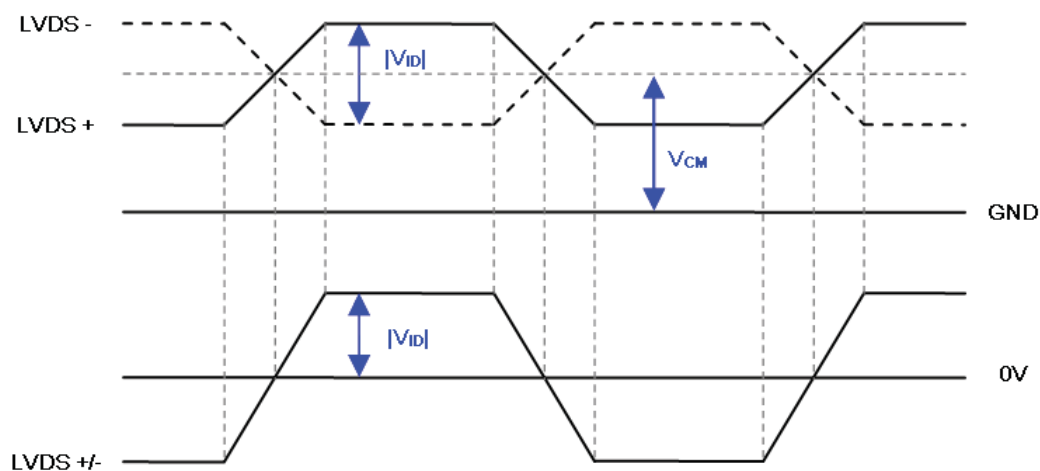 LVDS -
|VID|
LVDS +
VCM
GND
|VID|
0V
LVDS +/-